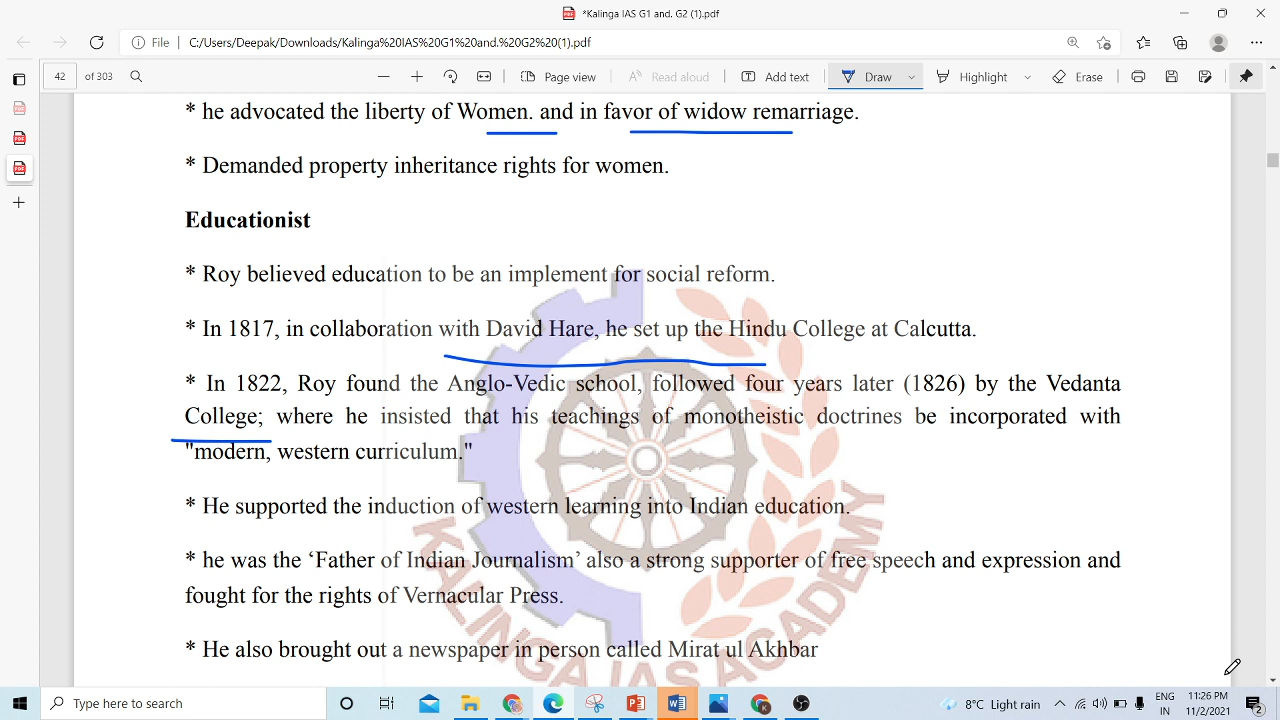 *Kalinga IAS G1 and. G2 (1).pdf
File | C:/Users/Deepak/Downloads/Kalinga%20IAS%20G1%20and.%20G2%20(1).pdf
42 of 303 Page view Read aloud Add text Draw Highlight Erase
* he advocated the liberty of Women. and in favor of widow remarriage.
* Demanded property inheritance rights for women.
Educationist
* Roy believed education to be an implement for social reform.
* In 1817, in collaboration with David Hare, he set up the Hindu College at Calcutta.
* In 1822, Roy found the Anglo-Vedic school, followed four years later (1826) by the Vedanta
College; where he insisted that his teachings of monotheistic doctrines be incorporated with
"modern, western curriculum."
* He supported the induction of western learning into Indian education.
* he was the ‘Father of Indian Journalism’ also a strong supporter of free speech and expression and
fought for the rights of Vernacular Press.
* He also brought out a newspaper in person called Mirat ul Akhbar
KALINGA IAS ACADEMY
Type here to search
8°C Light rain
ENG
IN
11:26 PM
11/2/2021
2